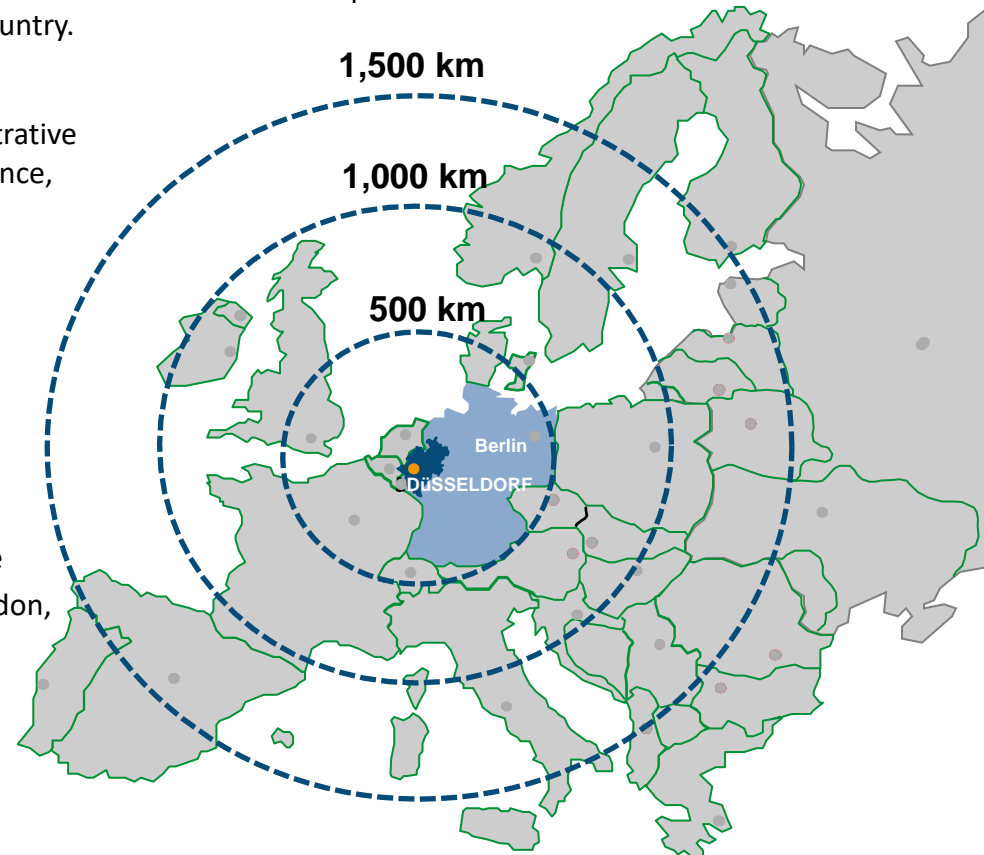 untry.
trative
nce,
don,
1,500 km
1,000 km
500 km
Berlin
DüSSELDORF